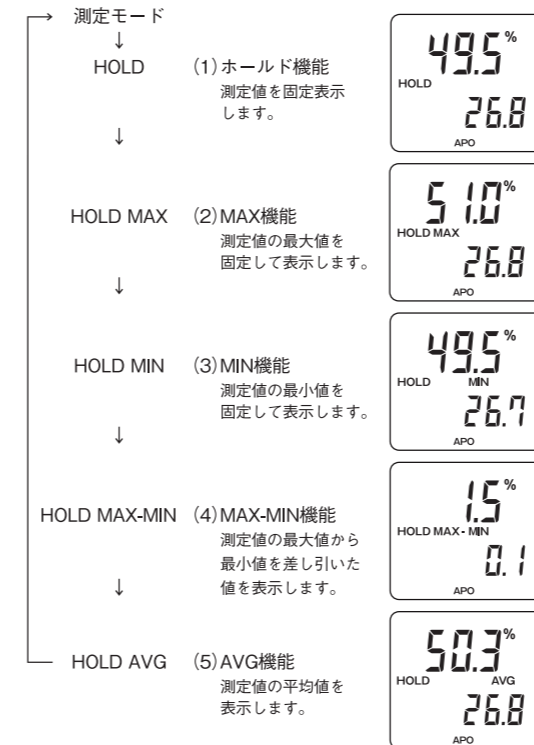 測定モード
↓
HOLD
(1)ホールド機能
測定値を固定表示
します。
49.5%
HOLD
26.8
APO
↓
HOLD MAX
(2)MAX機能
測定値の最大値を
固定して表示します。
51.0%
HOLD MAX
26.8
APO
↓
HOLD MIN
(3)MIN機能
測定値の最小値を
固定して表示します。
49.5%
HOLD MIN
26.7
APO
↓
HOLD MAX-MIN
(4)MAX-MIN機能
測定値の最大値から
最小値を差し引いた
値を表示します。
1.5%
HOLD MAX - MIN
0.1
APO
↓
HOLD AVG
(5)AVG機能
測定値の平均値を
表示します。
50.3%
HOLD AVG
26.8
APO